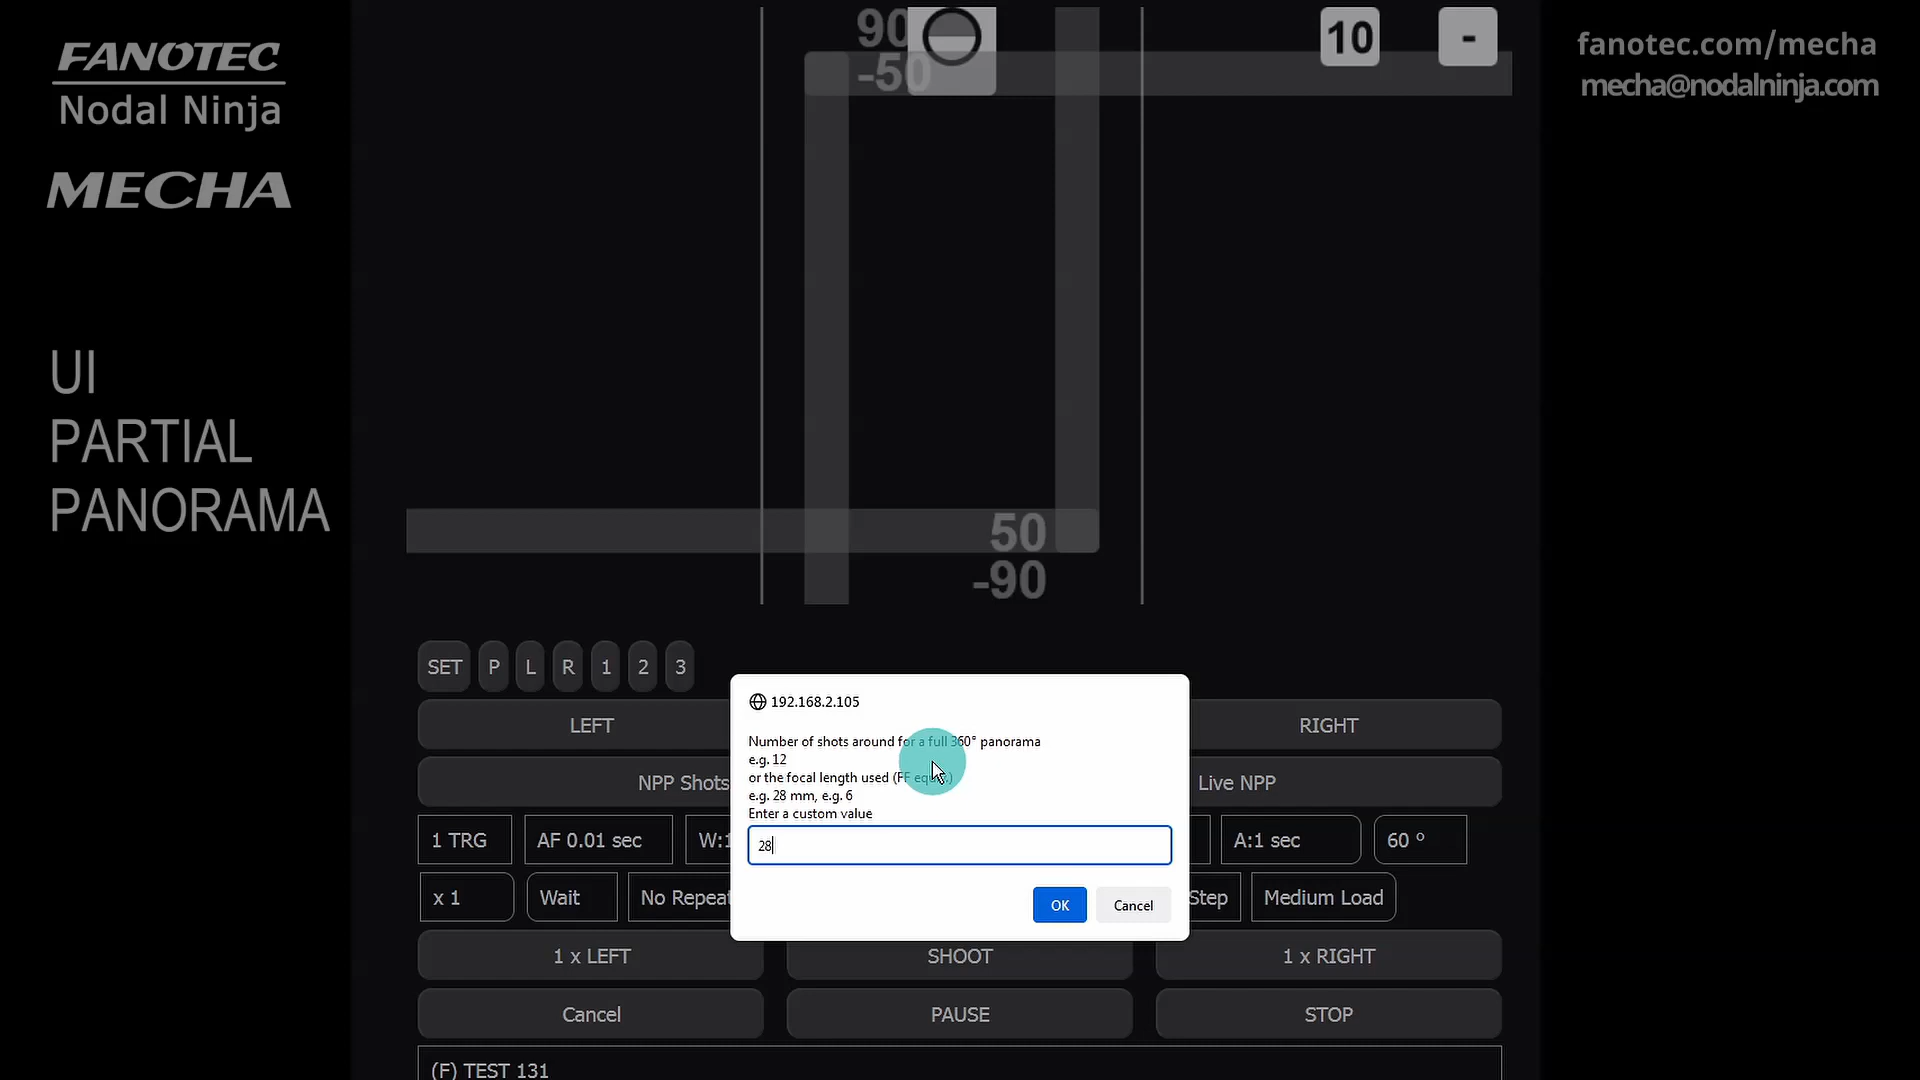 FANOTEC
Nodal Ninja
MECHA
UI
PARTIAL
PANORAMA
fanotec.com/mecha
mecha@nodalninja.com
90
-50
10
-
50
-90
SET P L R 1 2 3
LEFT
RIGHT
NPP Shots
Live NPP
1 TRG
AF 0.01 sec
W:1
A:1 sec
60 º
x 1
Wait
No Repeat
Step
Medium Load
192.168.2.105
Number of shots around for a full 360° panorama
e.g. 12
or the focal length used (FF equiv.)
e.g. 28 mm, e.g. 6
Enter a custom value
28
OK
Cancel
1 x LEFT
SHOOT
1 x RIGHT
Cancel
PAUSE
STOP
(F) TEST 131